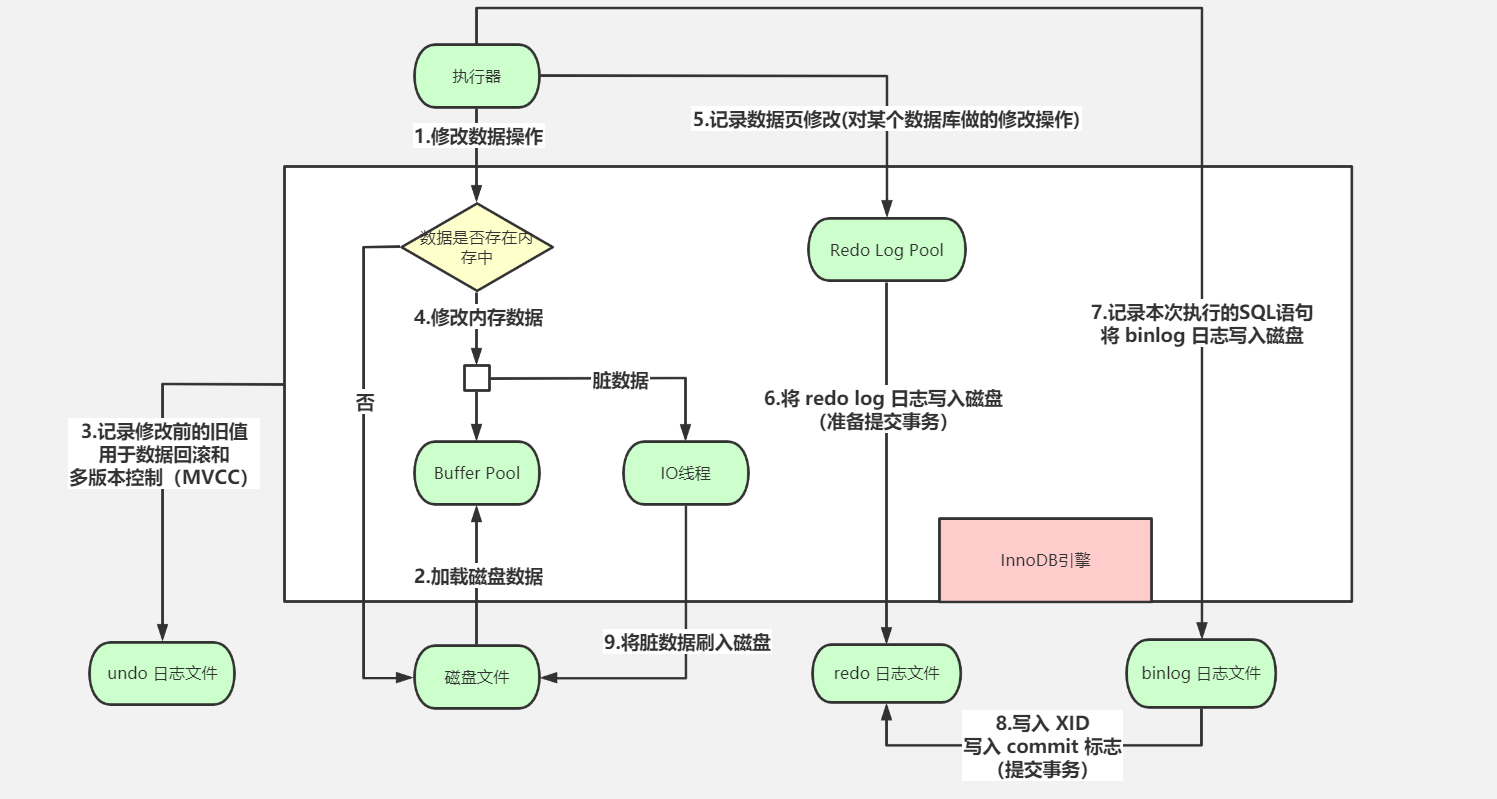 执行器
1.修改数据操作
5.记录数据页修改(对某个数据库做的修改操作)
数据是否存在内
存中
Redo Log Pool
4.修改内存数据
7.记录本次执行的SQL语句
将 binlog 日志写入磁盘
脏数据
否
6.将 redo log 日志写入磁盘
（准备提交事务）
3.记录修改前的旧值
用于数据回滚和
多版本控制（MVCC）
Buffer Pool
IO线程
InnoDB引擎
2.加载磁盘数据
9.将脏数据刷入磁盘
undo 日志文件
磁盘文件
redo 日志文件
binlog 日志文件
8.写入 XID
写入 commit 标志
（提交事务）